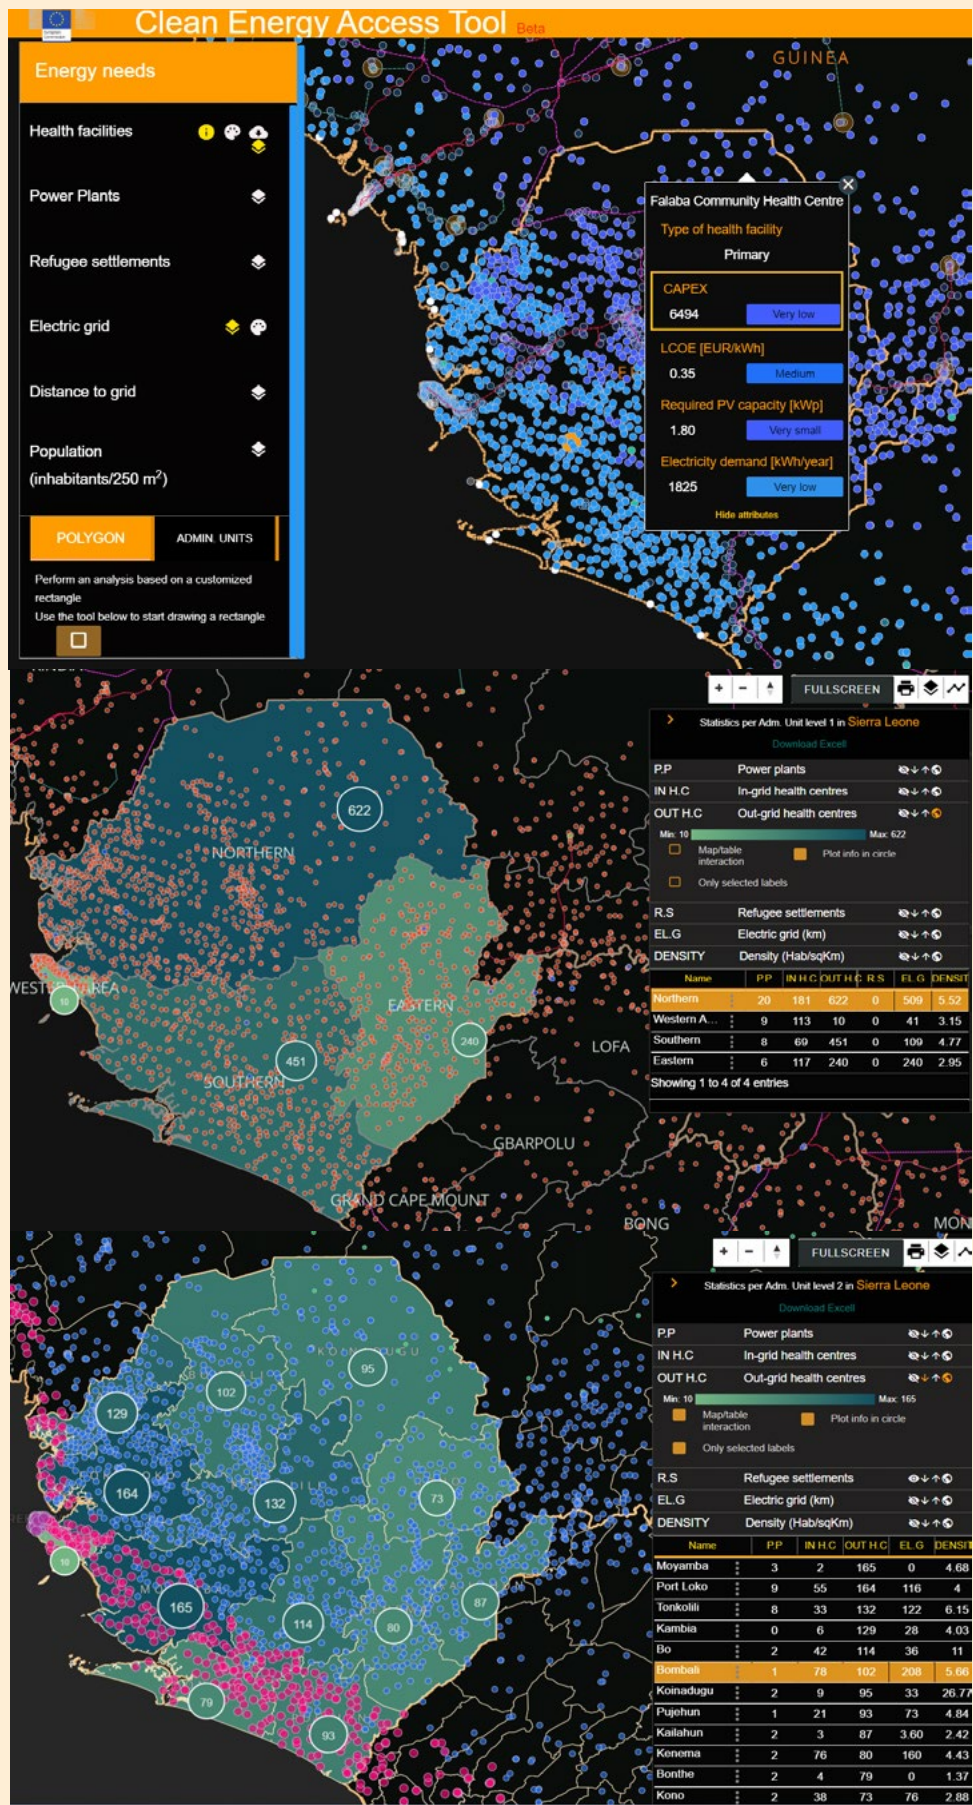 Clean Energy Access Tool Beta
Energy needs
Health facilities
Power Plants
Refugee settlements
Electric grid
Distance to grid
Population
(inhabitants/250 m²)
POLYGON ADMIN. UNITS
Perform an analysis based on a customized
rectangle
Use the tool below to start drawing a rectangle
GUINEA
Falaba Community Health Centre
Type of health facility
Primary
CAPEX
6494 Very low
LCOE [EUR/kWh]
0.35 Medium
Required PV capacity [kWp]
1.80 Very small
Electricity demand [kWh/year]
1825 Very low
Hide attributes
NORTHERN
EASTERN
SOUTHERN
LOFA
GBARPOLU
GRAND CAPE MOUNT
BONG
MON
622
10
451
240
+ − FULLSCREEN
Statistics per Adm. Unit level 1 in Sierra Leone
Download Excell
P.P Power plants
IN H.C In-grid health centres
OUT H.C Out-grid health centres
Min: 10 Max: 622
Map/table
interaction
Plot info in circle
Only selected labels
R.S Refugee settlements
EL.G Electric grid (km)
DENSITY Density (Hab/sqKm)
Name P.P IN H.C OUT H.C R.S EL.G DENSIT
Northern 20 181 622 0 509 5.52
Western A... 9 113 10 0 41 3.15
Southern 8 69 451 0 109 4.77
Eastern 6 117 240 0 240 2.95
Showing 1 to 4 of 4 entries
95
102
129
164
132
73
10
165
114
80
87
79
93
+ − FULLSCREEN
Statistics per Adm. Unit level 2 in Sierra Leone
Download Excell
P.P Power plants
IN H.C In-grid health centres
OUT H.C Out-grid health centres
Min: 10 Max: 165
Map/table
interaction
Plot info in circle
Only selected labels
R.S Refugee settlements
EL.G Electric grid (km)
DENSITY Density (Hab/sqKm)
Name P.P IN H.C OUT H.C EL.G DENSIT
Moyamba 3 2 165 0 4.68
Port Loko 9 55 164 116 4
Tonkolili 8 33 132 122 6.15
Kambia 0 6 129 28 4.03
Bo 2 42 114 36 11
Bombali 1 78 102 208 5.66
Koinadugu 2 9 95 33 26.77
Pujehun 1 21 93 73 4.84
Kailahun 2 3 87 3.60 2.42
Kenema 2 76 80 160 4.43
Bonthe 2 4 79 0 1.37
Kono 2 38 73 76 2.88